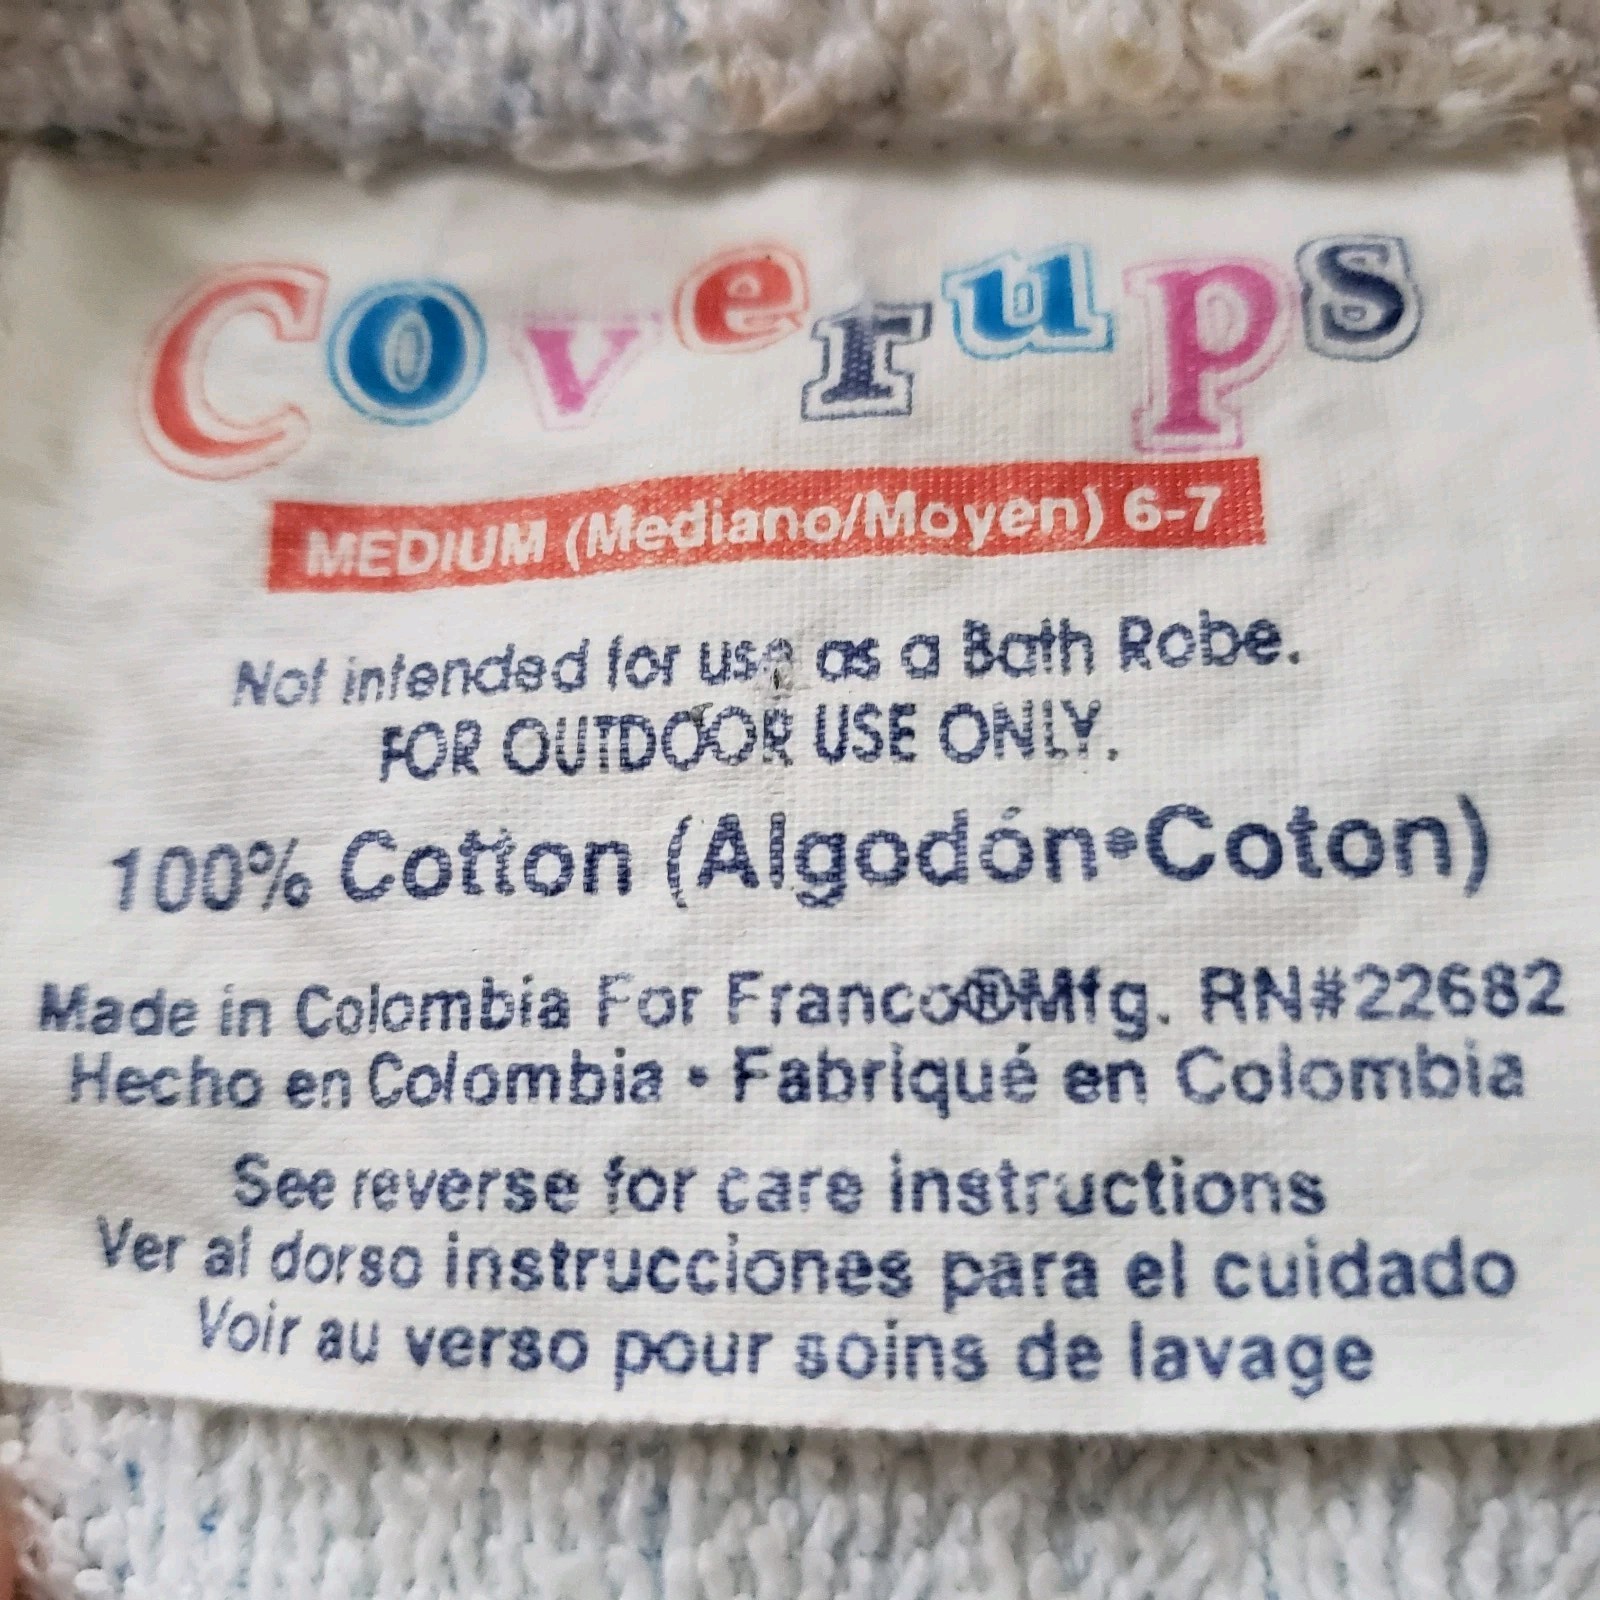 Coverups
MEDIUM (Mediano/Moyen) 6-7
Not intended for use as a Bath Robe.
FOR OUTDOOR USE ONLY.
100% Cotton (Algodón•Coton)
Made in Colombia For Franco®Mfg. RN#22682
Hecho en Colombia • Fabriqué en Colombia
See reverse for care instructions
Ver al dorso instrucciones para el cuidado
Voir au verso pour soins de lavage